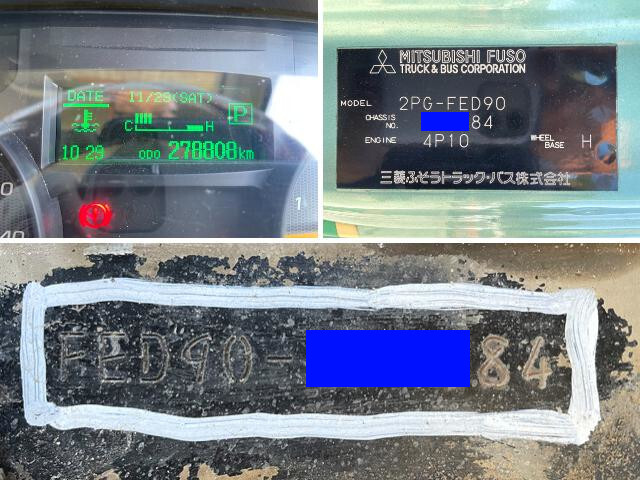 DATE 11/29(SAT)
P
C H
10:29 ODO 278808km
0
40
1
MITSUBISHI FUSO
TRUCK & BUS CORPORATION
MODEL 2PG-FED90
CHASSIS NO. 84
ENGINE 4P10 WHEEL BASE H
三菱ふそうトラック・バス株式会社
FED90- 84